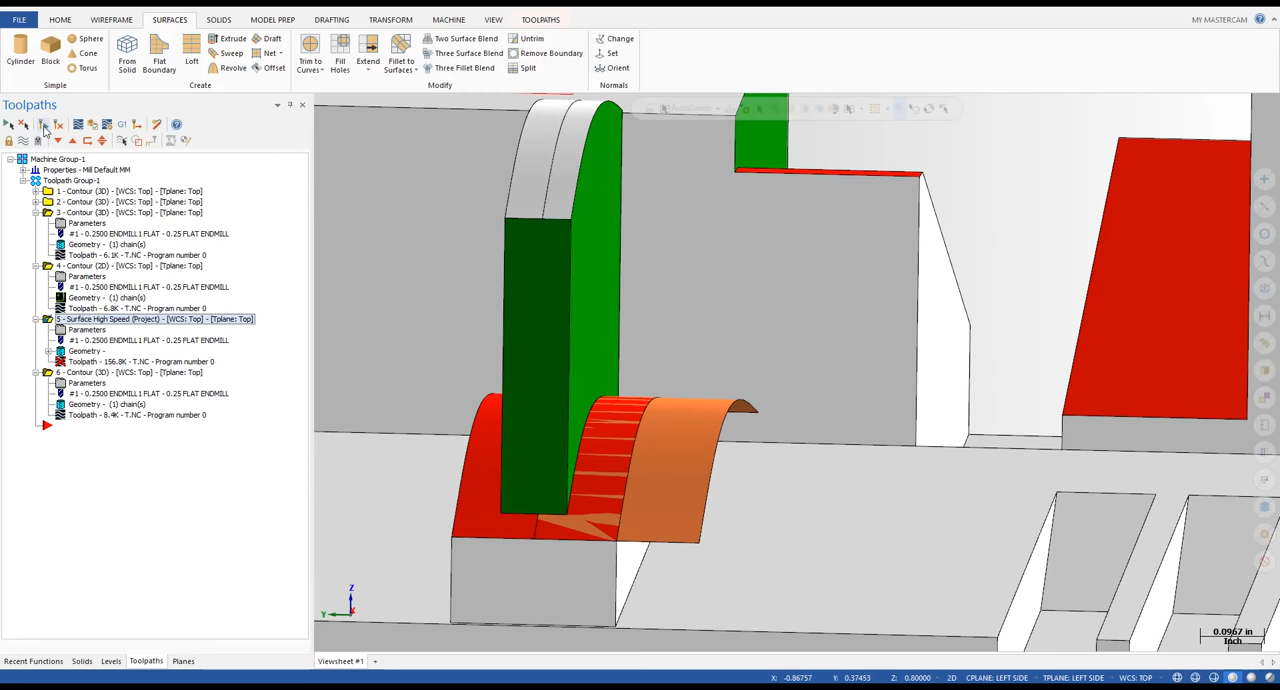 FILE HOME WIREFRAME SURFACES SOLIDS MODEL PREP DRAFTING TRANSFORM MACHINE VIEW TOOLPATHS MY MASTERCAM
Cylinder Block Sphere Cone Torus
Simple
From Solid Flat Boundary Loft Extrude Sweep Revolve Draft Net Offset
Create
Trim to Curves Fill Holes Extend Fillet to Surfaces Two Surface Blend Three Surface Blend Three Fillet Blend Untrim Remove Boundary Split
Modify
Change Set Orient
Normals
Toolpaths
AutoCursor
G1
Machine Group-1
Properties - Mill Default MM
Toolpath Group-1
1 - Contour (3D) - [WCS: Top] - [Tplane: Top]
2 - Contour (3D) - [WCS: Top] - [Tplane: Top]
3 - Contour (3D) - [WCS: Top] - [Tplane: Top]
Parameters
#1 - 0.2500 ENDMILL1 FLAT - 0.25 FLAT ENDMILL
Geometry - (1) chain(s)
Toolpath - 6.1K - T.NC - Program number 0
4 - Contour (2D) - [WCS: Top] - [Tplane: Top]
Parameters
#1 - 0.2500 ENDMILL1 FLAT - 0.25 FLAT ENDMILL
Geometry - (1) chain(s)
Toolpath - 6.8K - T.NC - Program number 0
5 - Surface High Speed (Project) - [WCS: Top] - [Tplane: Top]
Parameters
#1 - 0.2500 ENDMILL1 FLAT - 0.25 FLAT ENDMILL
Geometry -
Toolpath - 156.8K - T.NC - Program number 0
6 - Contour (3D) - [WCS: Top] - [Tplane: Top]
Parameters
#1 - 0.2500 ENDMILL1 FLAT - 0.25 FLAT ENDMILL
Geometry - (1) chain(s)
Toolpath - 8.4K - T.NC - Program number 0
Z
Y
X
0.0967 in
Inch
Recent Functions Solids Levels Toolpaths Planes Viewsheet #1 +
X: -0.86757 Y: 0.37453 Z: 0.80000 2D CPLANE: LEFT SIDE TPLANE: LEFT SIDE WCS: TOP